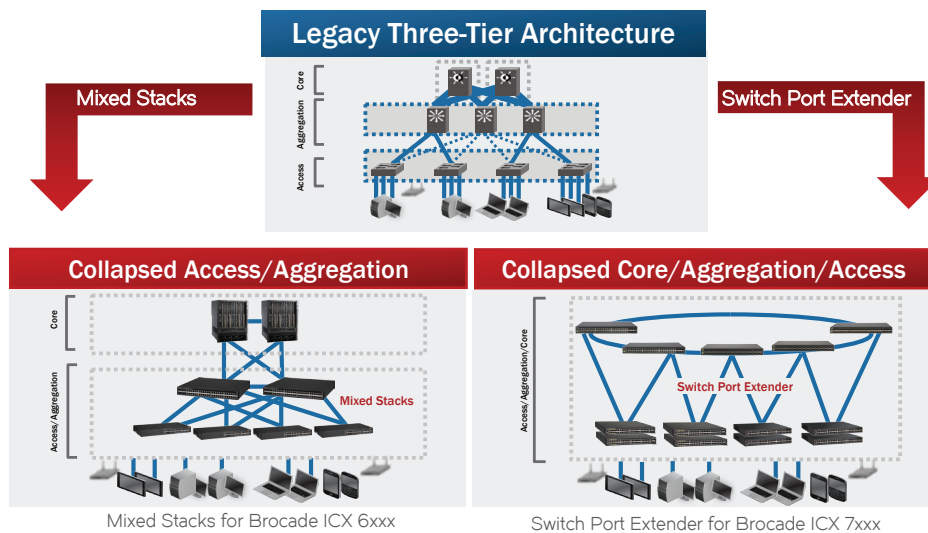 Legacy Three-Tier Architecture
Mixed Stacks
Switch Port Extender
Core
Aggregation
Access
Collapsed Access/Aggregation
Core
Access/Aggregation
Mixed Stacks
Mixed Stacks for Brocade ICX 6xxx
Collapsed Core/Aggregation/Access
Access/Aggregation/Core
Switch Port Extender
Switch Port Extender for Brocade ICX 7xxx